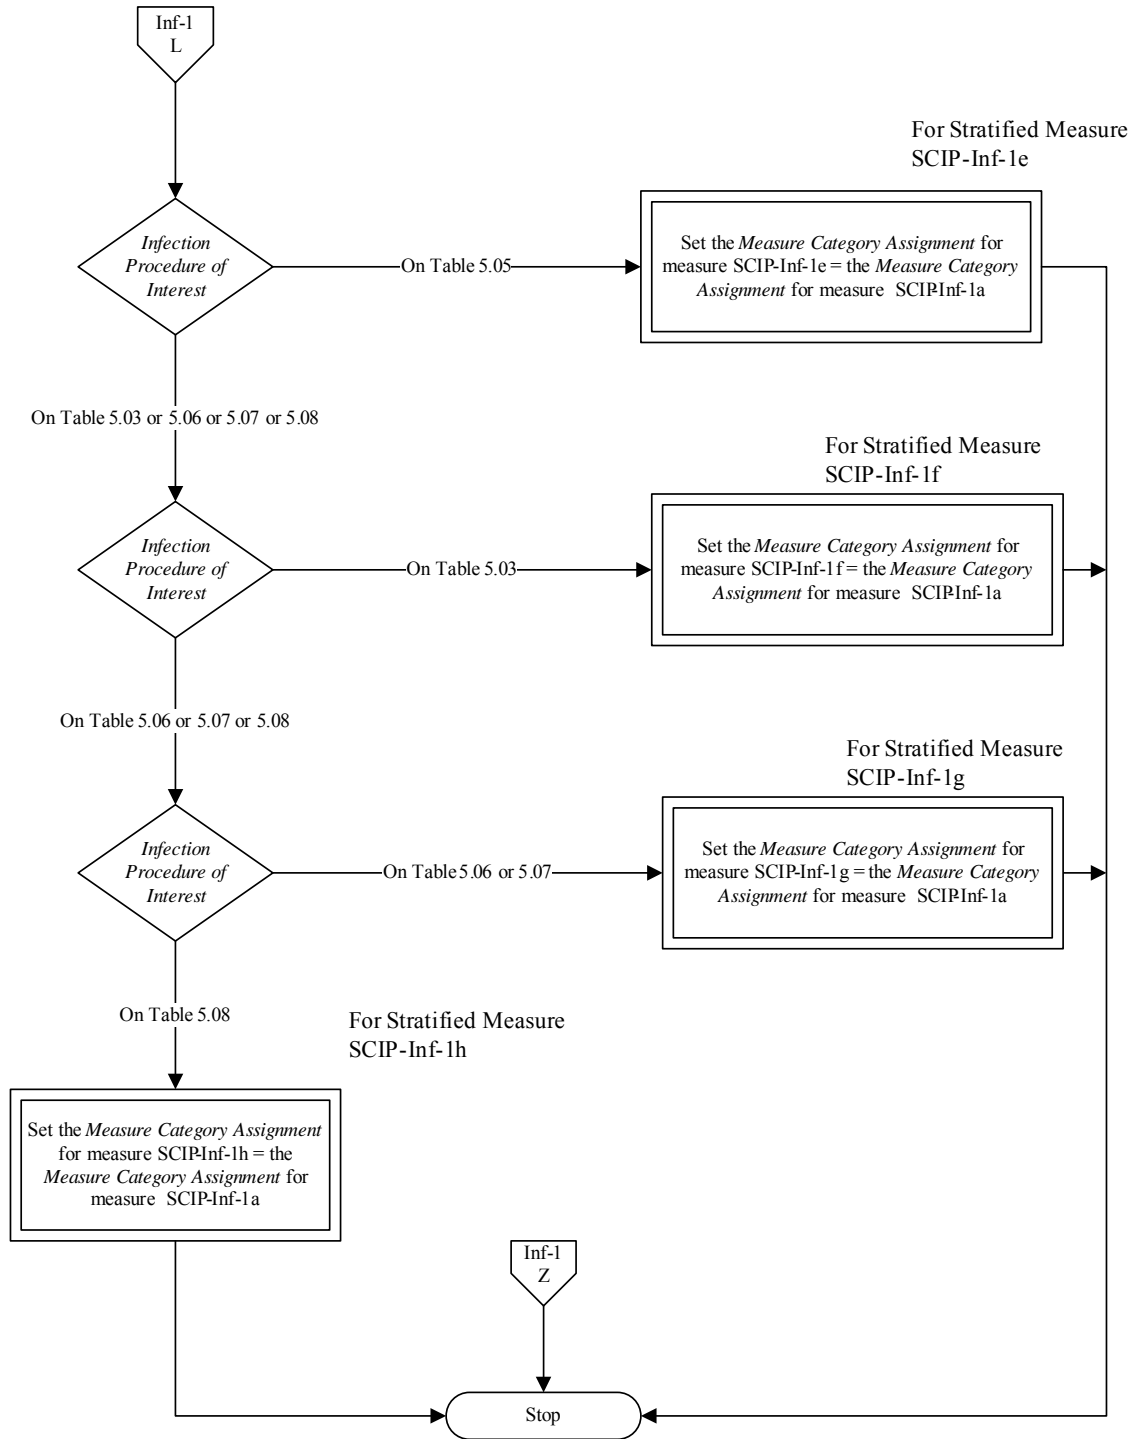 Inf-1
L
For Stratified Measure
SCIP-Inf-1e
Infection
Procedure of
Interest
On Table 5.05
Set the Measure Category Assignment for
measure SCIP-Inf-1e = the Measure Category
Assignment for measure SCIP-Inf-1a
On Table 5.03 or 5.06 or 5.07 or 5.08
For Stratified Measure
SCIP-Inf-1f
Infection
Procedure of
Interest
On Table 5.03
Set the Measure Category Assignment for
measure SCIP-Inf-1f = the Measure Category
Assignment for measure SCIP-Inf-1a
On Table 5.06 or 5.07 or 5.08
For Stratified Measure
SCIP-Inf-1g
Infection
Procedure of
Interest
On Table 5.06 or 5.07
Set the Measure Category Assignment for
measure SCIP-Inf-1g = the Measure Category
Assignment for measure SCIP-Inf-1a
On Table 5.08
For Stratified Measure
SCIP-Inf-1h
Set the Measure Category Assignment
for measure SCIP-Inf-1h = the
Measure Category Assignment for
measure SCIP-Inf-1a
Inf-1
Z
Stop